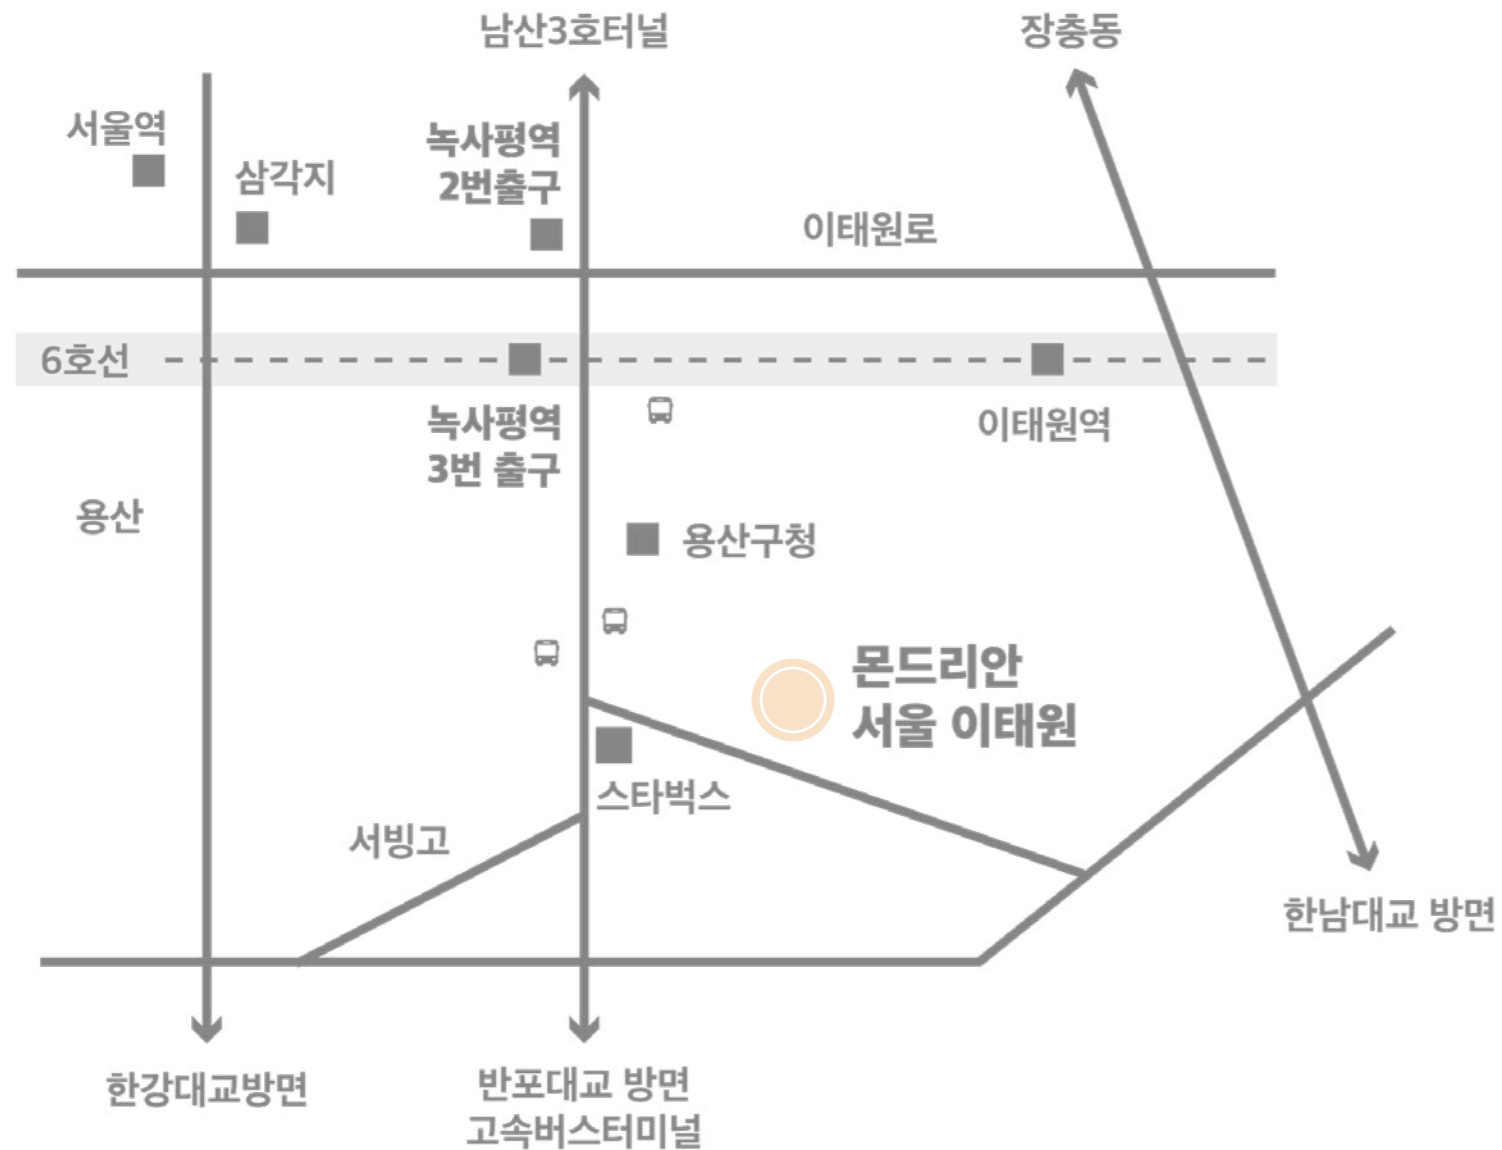 남산3호터널
장충동
서울역
녹사평역
2번출구
삼각지
이태원로
6호선
녹사평역
3번 출구
이태원역
용산
용산구청
몬드리안
서울 이태원
스타벅스
서빙고
한남대교 방면
한강대교방면
반포대교 방면
고속버스터미널